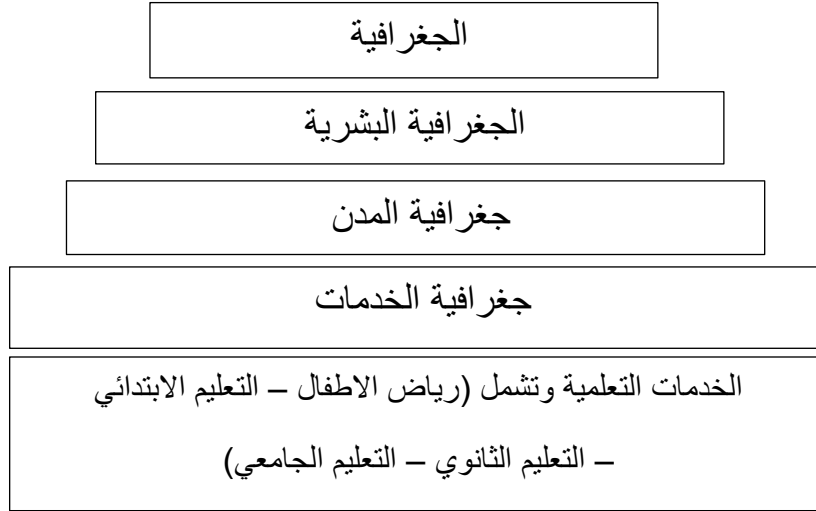 الجغرافية
الجغرافية البشرية
جغرافية المدن
جغرافية الخدمات
الخدمات التعلمية وتشمل (رياض الاطفال – التعليم الابتدائي
– التعليم الثانوي – التعليم الجامعي)